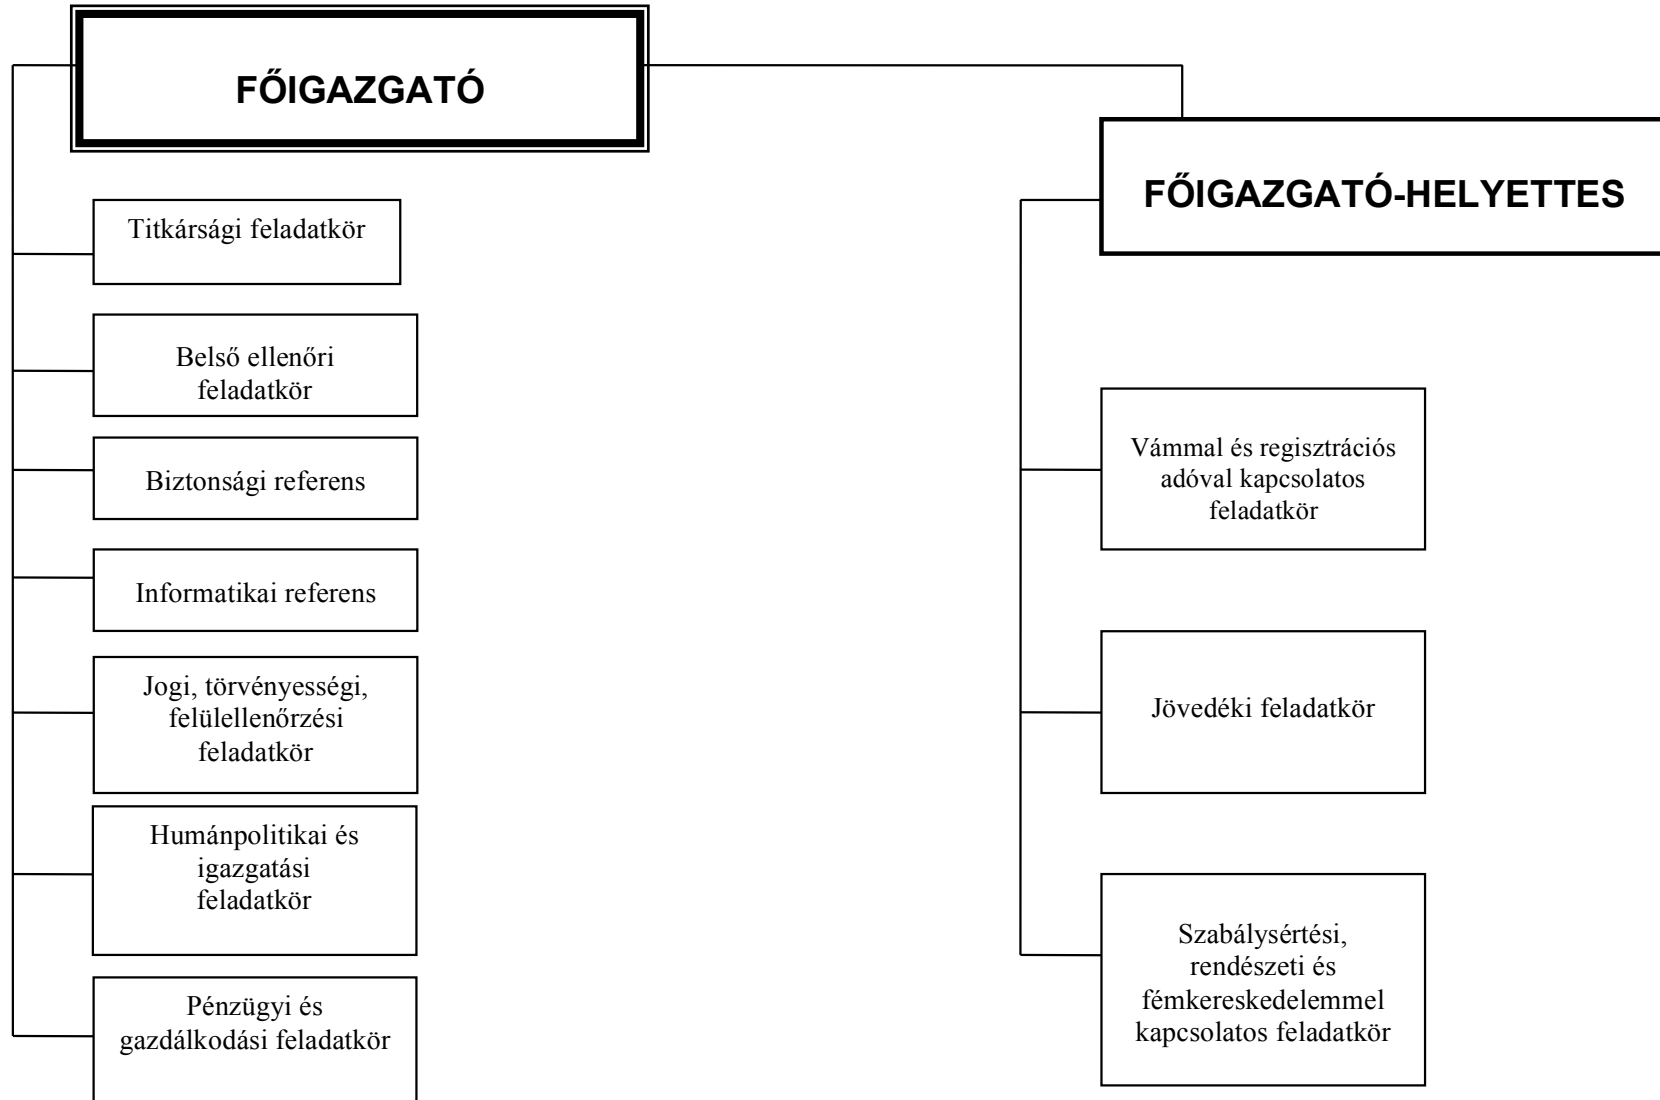 FŐIGAZGATÓ
Titkársági feladatkör
Belső ellenőri
feladatkör
Biztonsági referens
Informatikai referens
Jogi, törvényességi,
felülellenőrzési
feladatkör
Humánpolitikai és
igazgatási
feladatkör
Pénzügyi és
gazdálkodási feladatkör
FŐIGAZGATÓ-HELYETTES
Vámmal és regisztrációs
adóval kapcsolatos
feladatkör
Jövedéki feladatkör
Szabálysértési,
rendészeti és
fémkereskedelemmel
kapcsolatos feladatkör